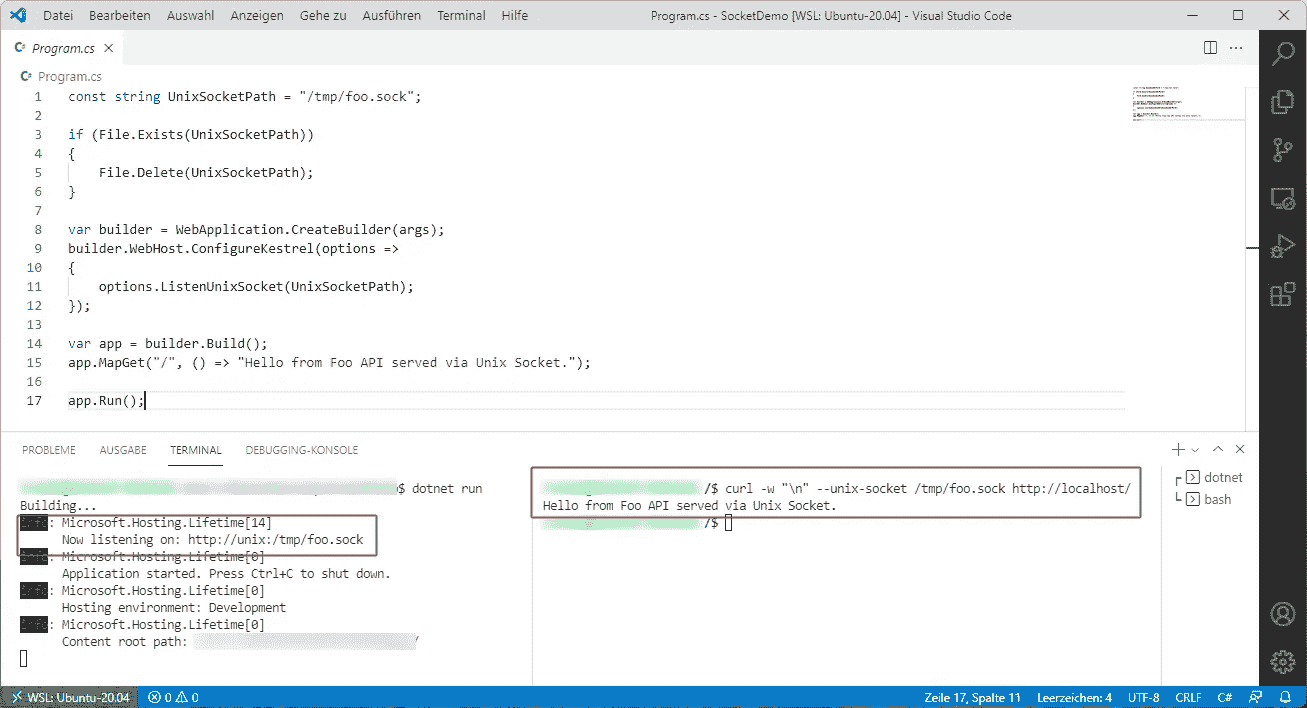 Datei Bearbeiten Auswahl Anzeigen Gehe zu Ausführen Terminal Hilfe Program.cs - SocketDemo [WSL: Ubuntu-20.04] - Visual Studio Code
Program.cs
Program.cs
1 const string UnixSocketPath = "/tmp/foo.sock";
2
3 if (File.Exists(UnixSocketPath))
4 {
5 File.Delete(UnixSocketPath);
6 }
7
8 var builder = WebApplication.CreateBuilder(args);
9 builder.WebHost.ConfigureKestrel(options =>
10 {
11 options.ListenUnixSocket(UnixSocketPath);
12 });
13
14 var app = builder.Build();
15 app.MapGet("/", () => "Hello from Foo API served via Unix Socket.");
16
17 app.Run();
PROBLEME AUSGABE TERMINAL DEBUGGING-KONSOLE
$ dotnet run
Building...
info: Microsoft.Hosting.Lifetime[14]
Now listening on: http://unix:/tmp/foo.sock
info: Microsoft.Hosting.Lifetime[0]
Application started. Press Ctrl+C to shut down.
info: Microsoft.Hosting.Lifetime[0]
Hosting environment: Development
info: Microsoft.Hosting.Lifetime[0]
Content root path: /
/$ curl -w "\n" --unix-socket /tmp/foo.sock http://localhost/
Hello from Foo API served via Unix Socket.
/$
dotnet
bash
WSL: Ubuntu-20.04 0 0 Zeile 17, Spalte 11 Leerzeichen: 4 UTF-8 CRLF C#